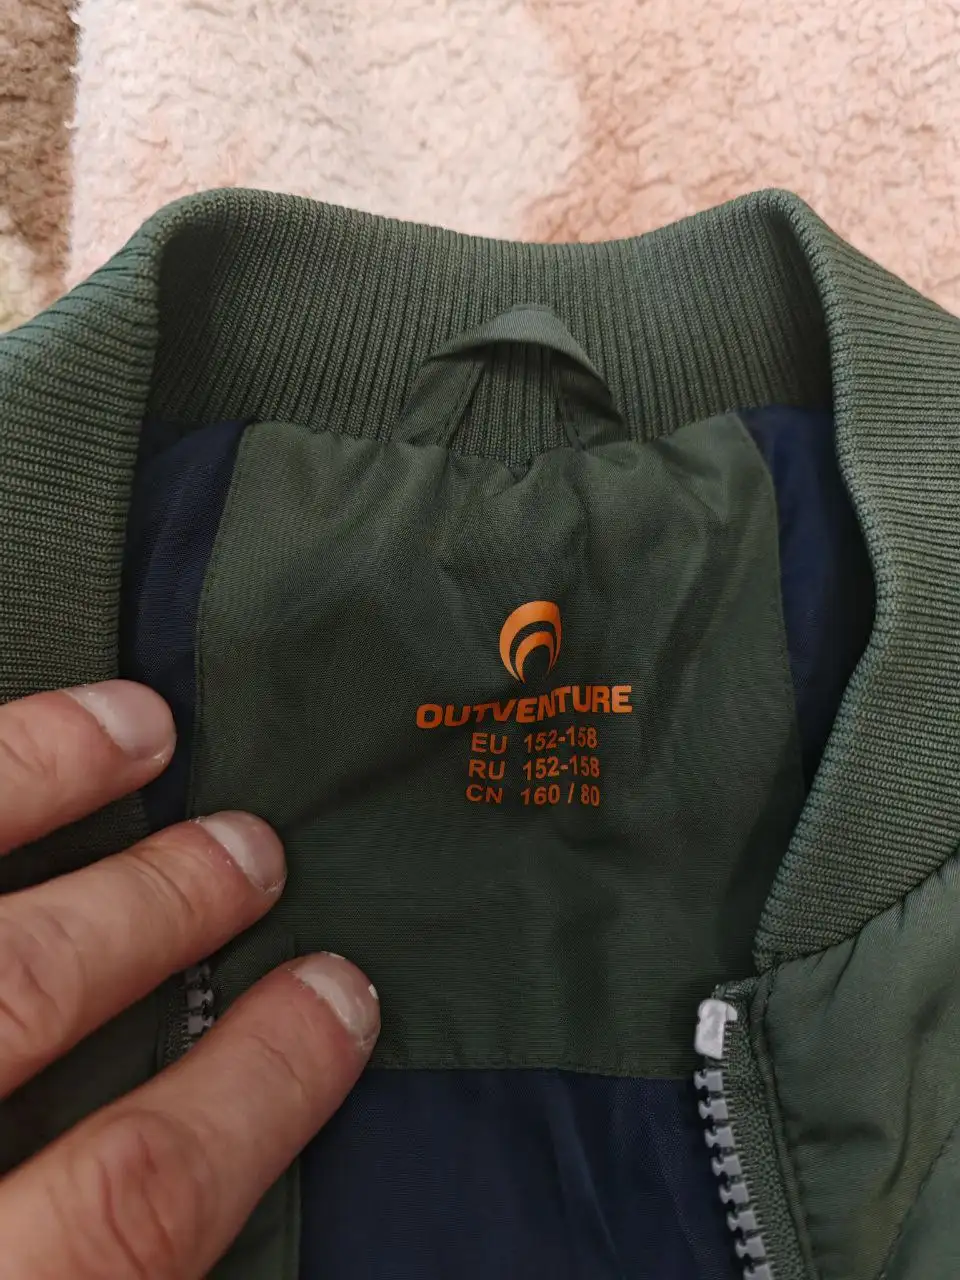 OUTVENTURE
EU 152-158
RU 152-158
CN 160 / 80